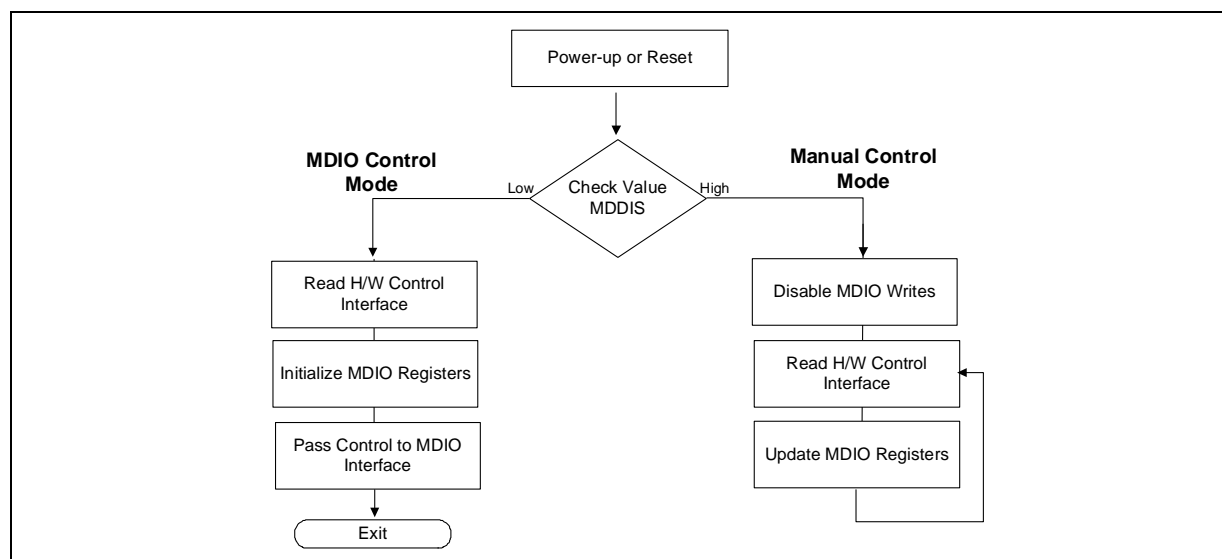 Power-up or Reset
MDIO Control
Mode
Manual Control
Mode
Low
Check Value
MDDIS
High
Read H/W Control
Interface
Initialize MDIO Registers
Pass Control to MDIO
Interface
Exit
Disable MDIO Writes
Read H/W Control
Interface
Update MDIO Registers